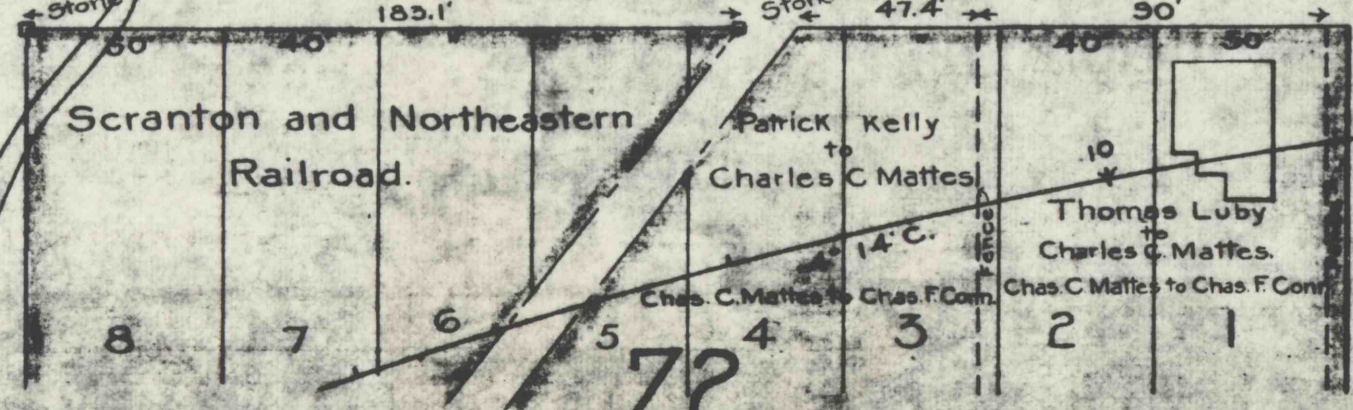 Stone 183.1' Stone 47.4' 90'
50 40 40 50
Scranton and Northeastern
Railroad.
Patrick Kelly
to
Charles C Mattes
10
Thomas Luby
to
Charles C. Mattes.
Chas. C Mattes to Chas. F. Conn
4° 14' C.
Fence
Chas. C. Mattes to Chas. F. Conn.
8 7 6 5 4 3 2 1
72